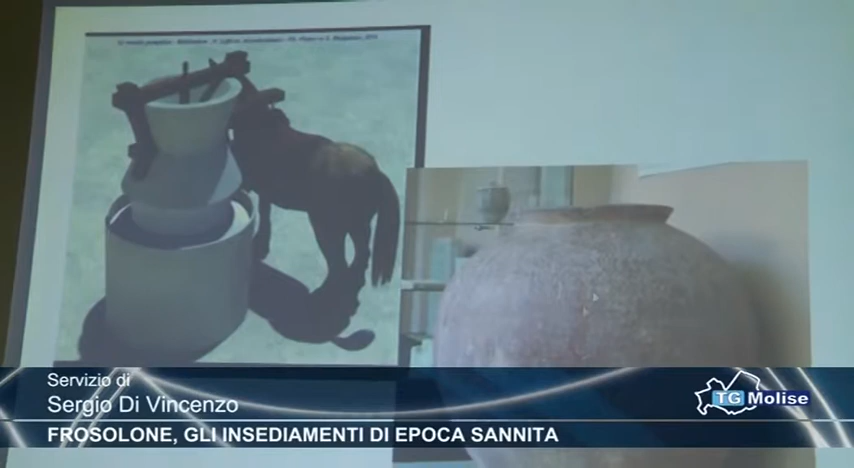 Servizio di
Sergio Di Vincenzo
TG Molise
FROSOLONE, GLI INSEDIAMENTI DI EPOCA SANNITA